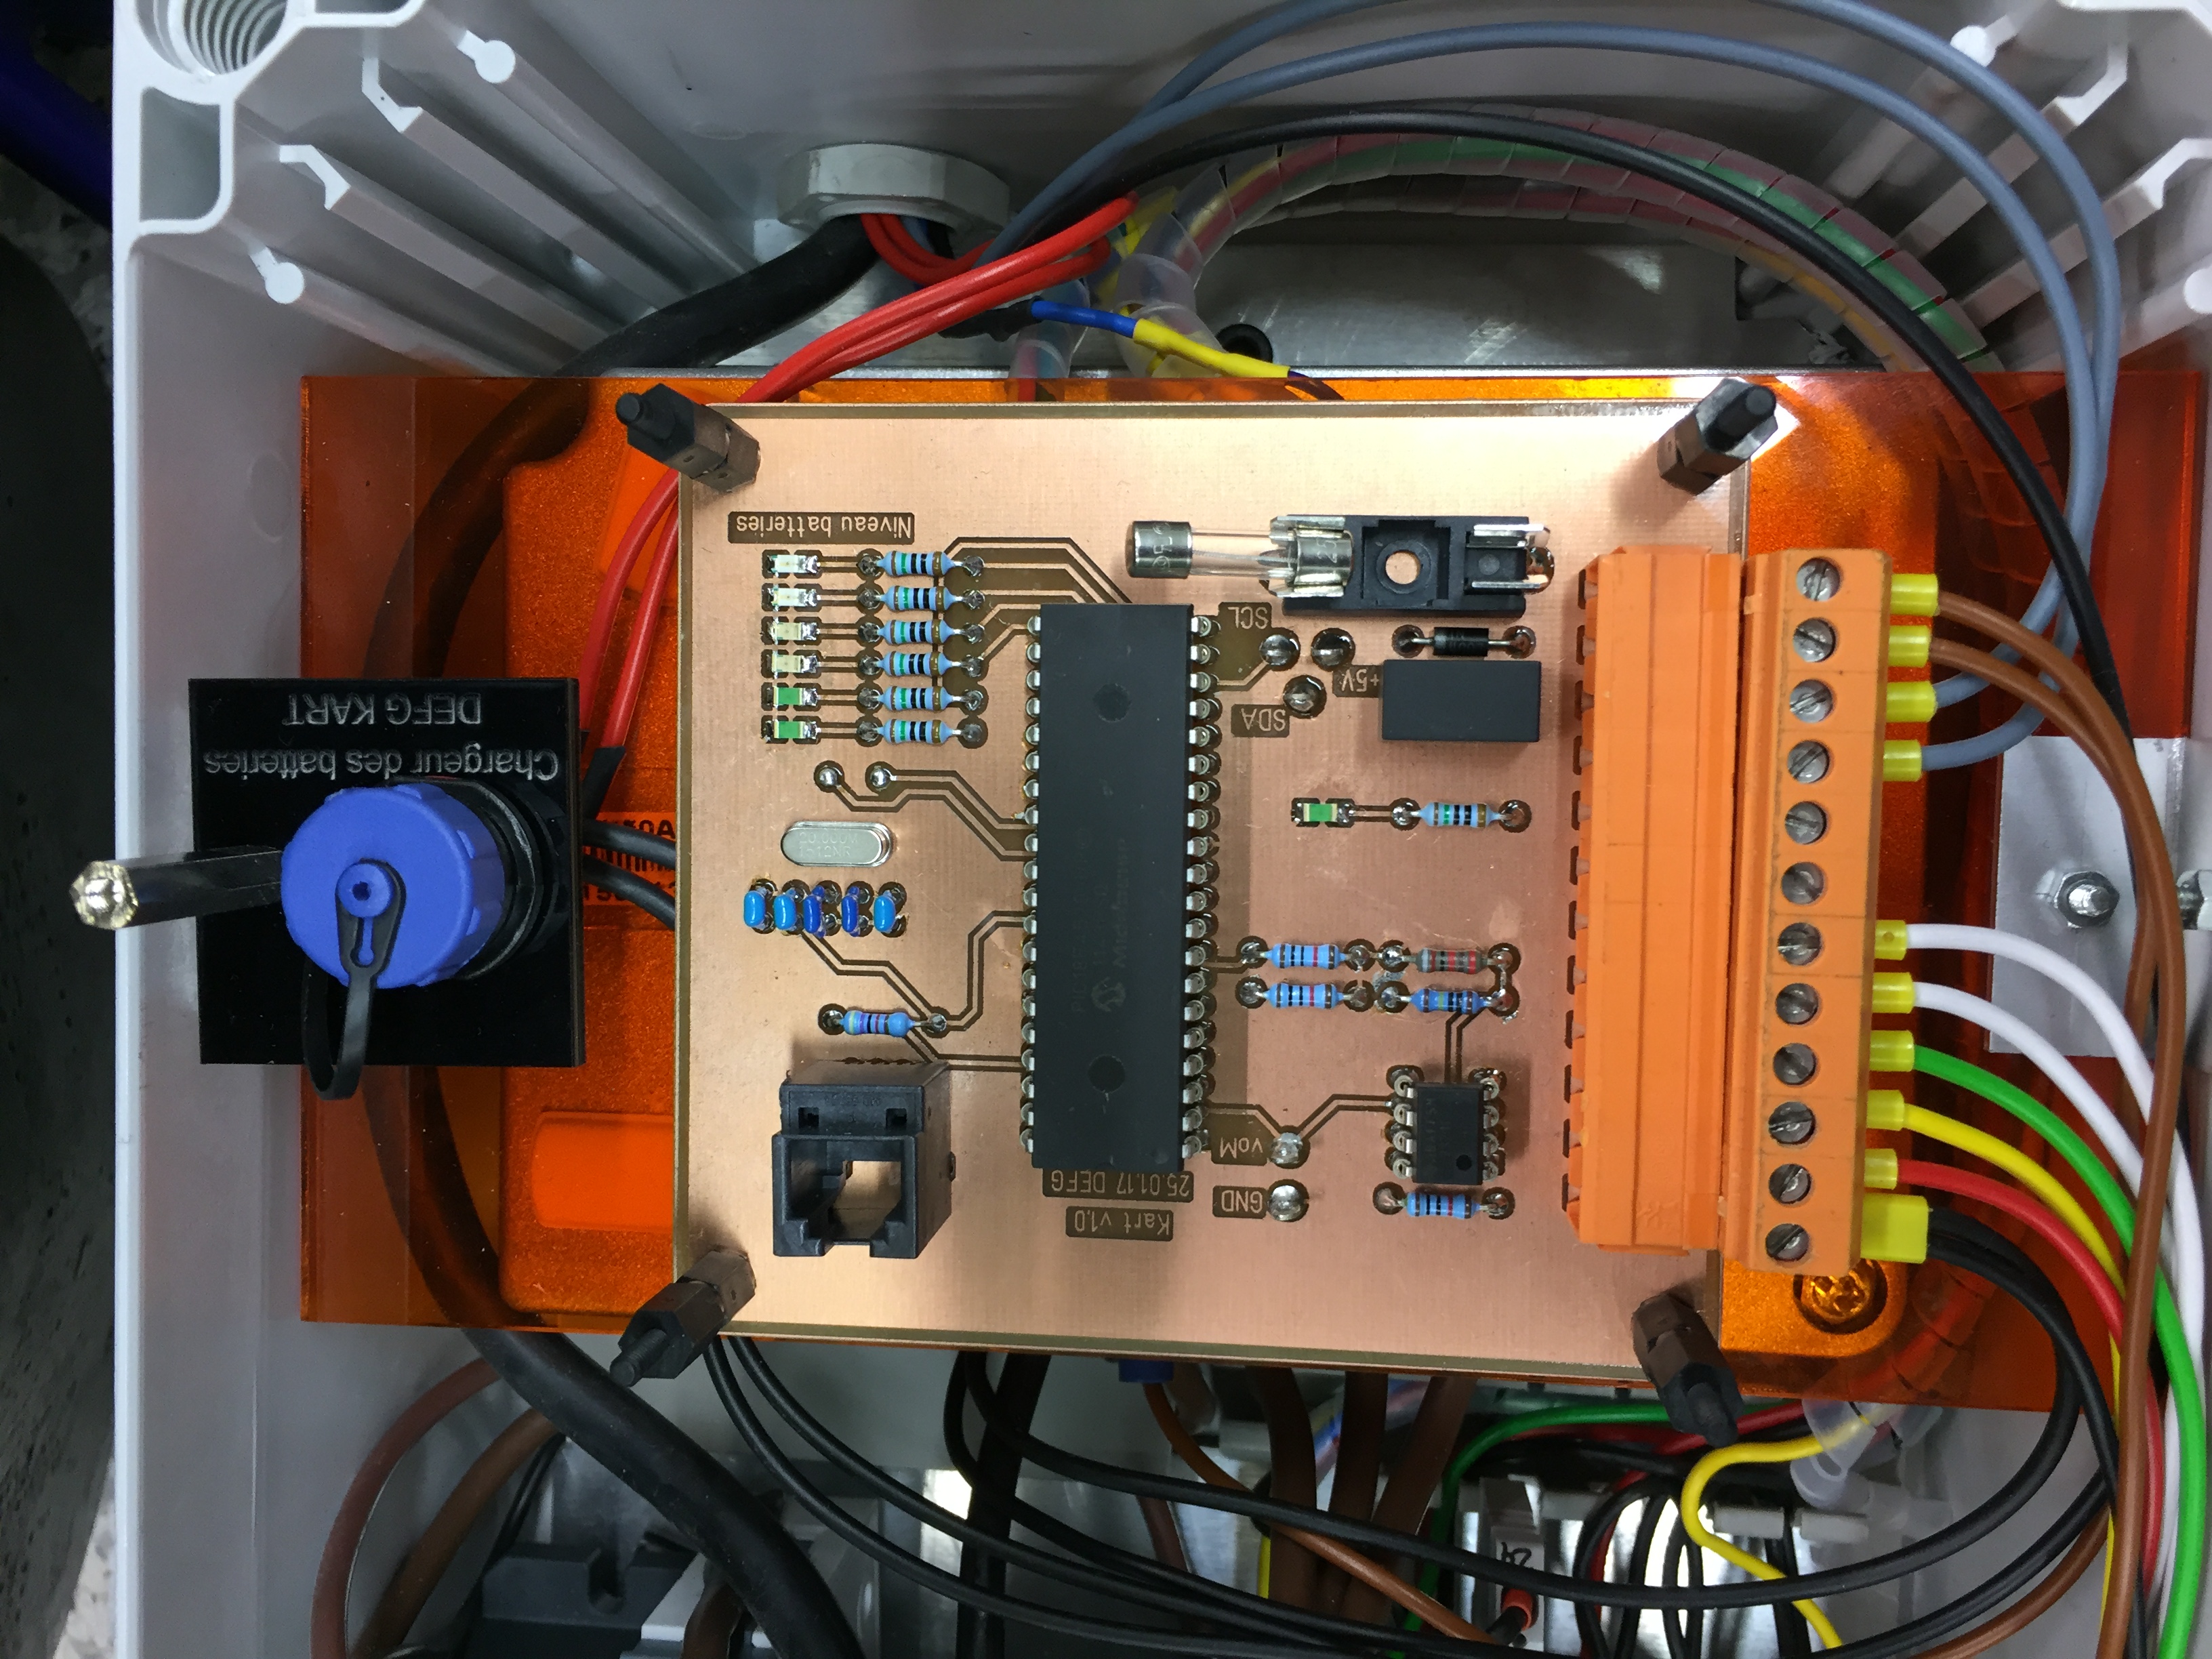 Chargeur des batteries
DEFG KART
Niveau batteries
Kart v1.0
25.01.17 DEFG
GND
voM
SDA
SCL
+5V
Microchip